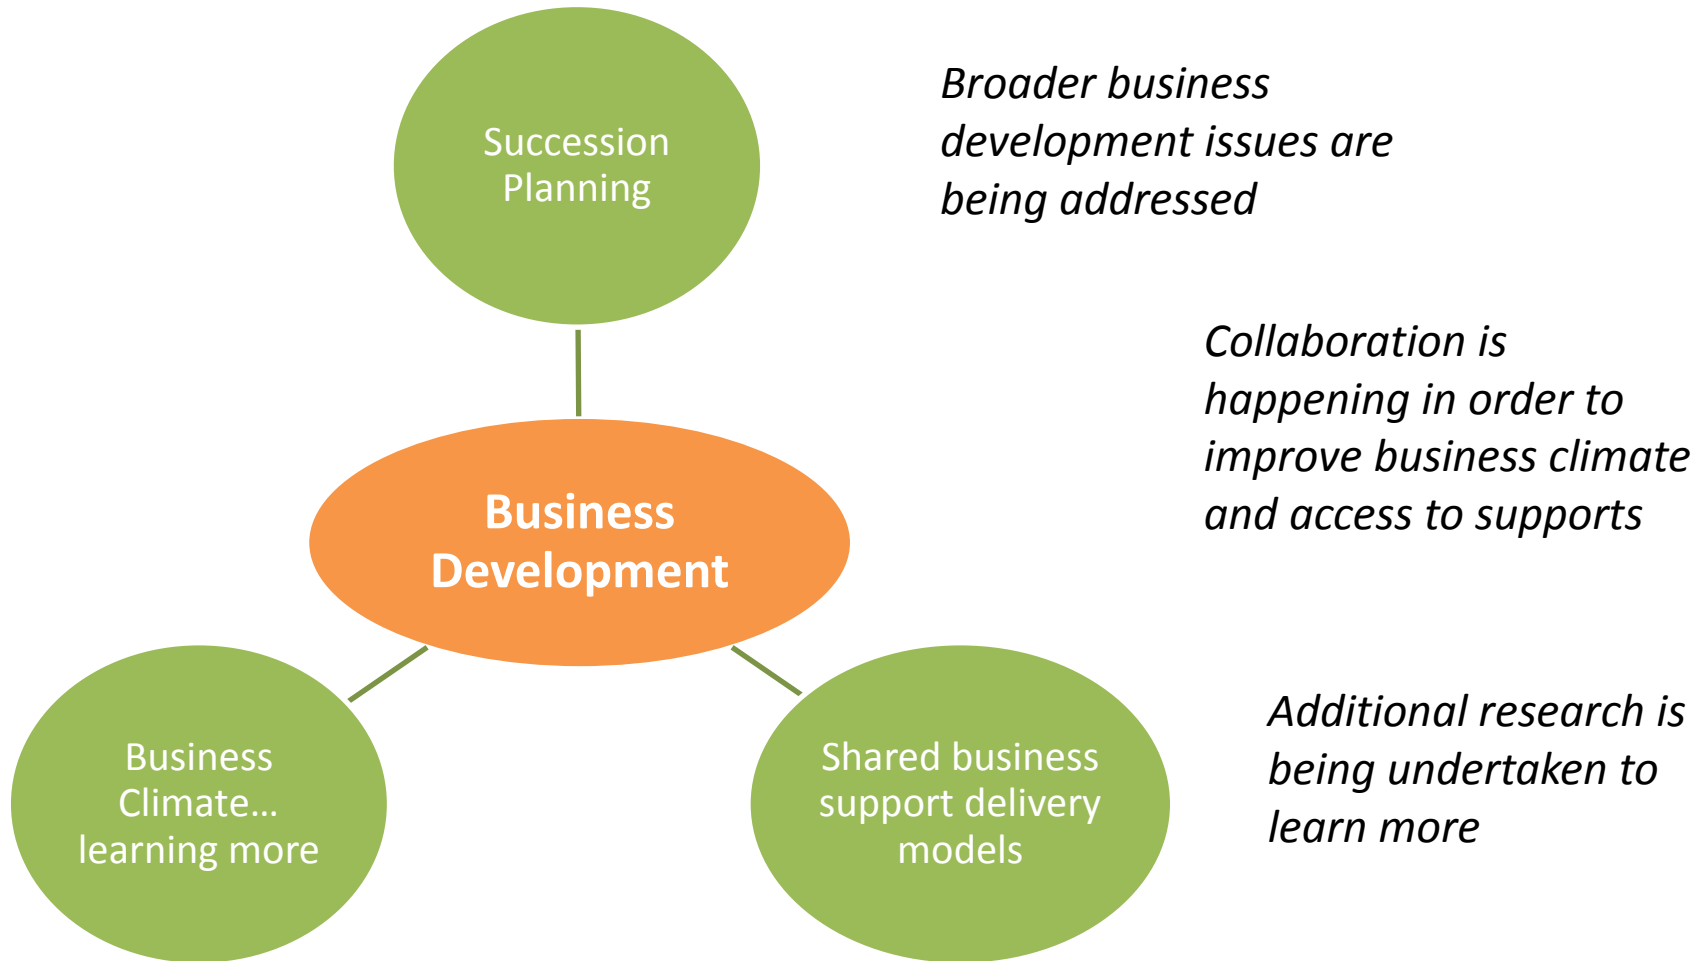 Succession
Planning
Broader business
development issues are
being addressed
Collaboration is
happening in order to
improve business climate
and access to supports
Business
Development
Business
Climate…
learning more
Shared business
support delivery
models
Additional research is
being undertaken to
learn more